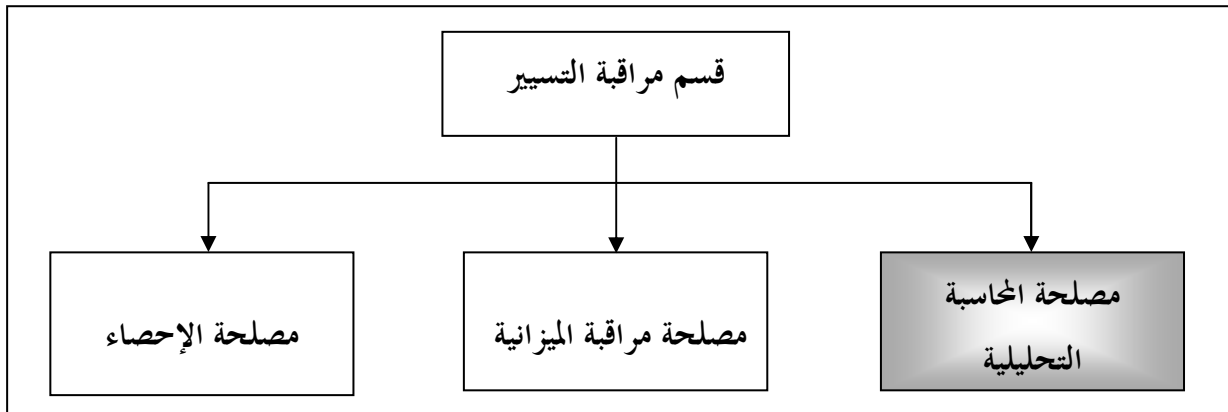 قسم مراقبة التسيير
مصلحة المحاسبة
التحليلية
مصلحة مراقبة الميزانية
مصلحة الإحصاء